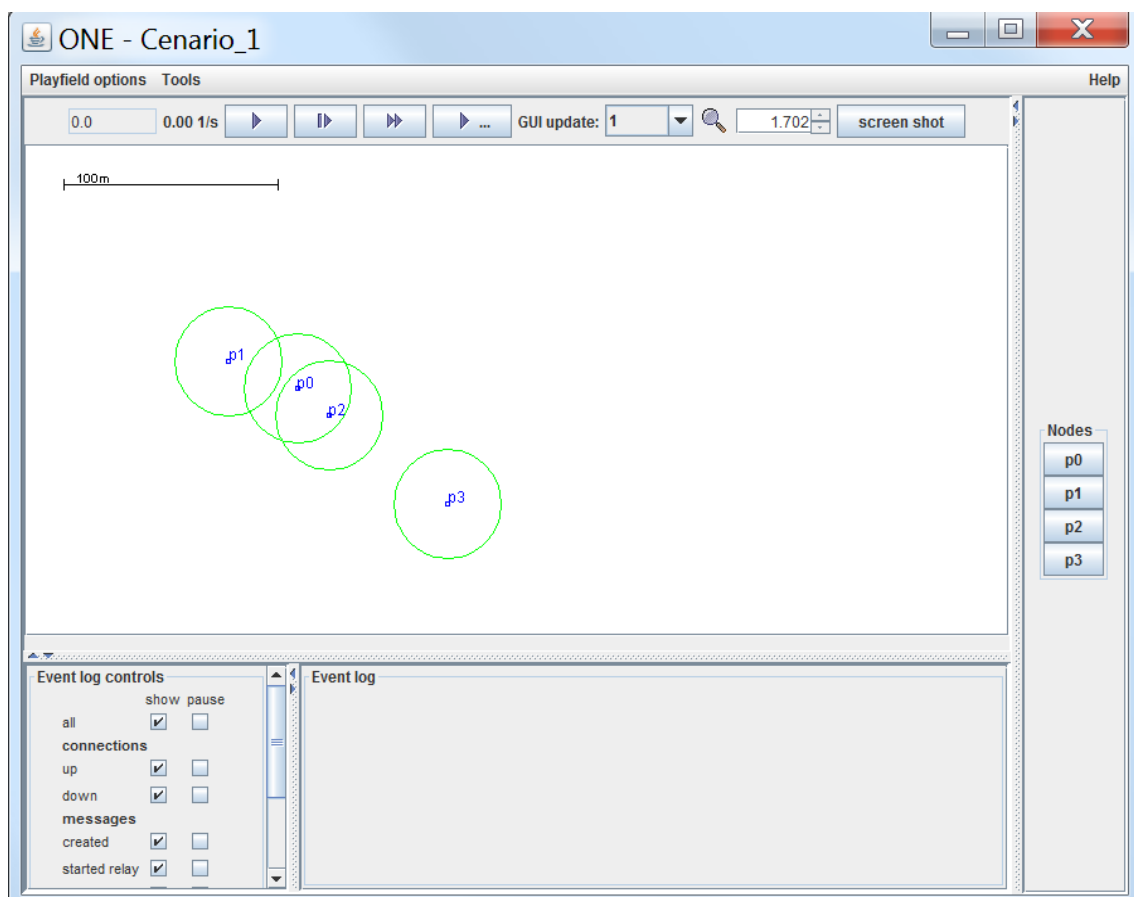 ONE - Cenario_1
Playfield options Tools Help
0.0 0.00 1/s ... GUI update: 1 1.702 screen shot
100m
p1
p0
p2
p3
Nodes
p0
p1
p2
p3
Event log controls
show pause
all
connections
up
down
messages
created
started relay
Event log